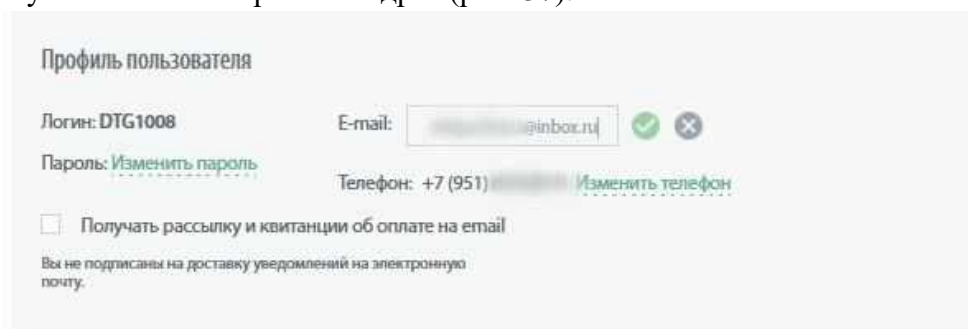 Профиль пользователя
Логин: DTG1008
E-mail: @inbox.ru
Пароль: Изменить пароль
Телефон: +7 (951) Изменить телефон
Получать рассылку и квитанции об оплате на email
Вы не подписаны на доставку уведомлений на электронную
почту.